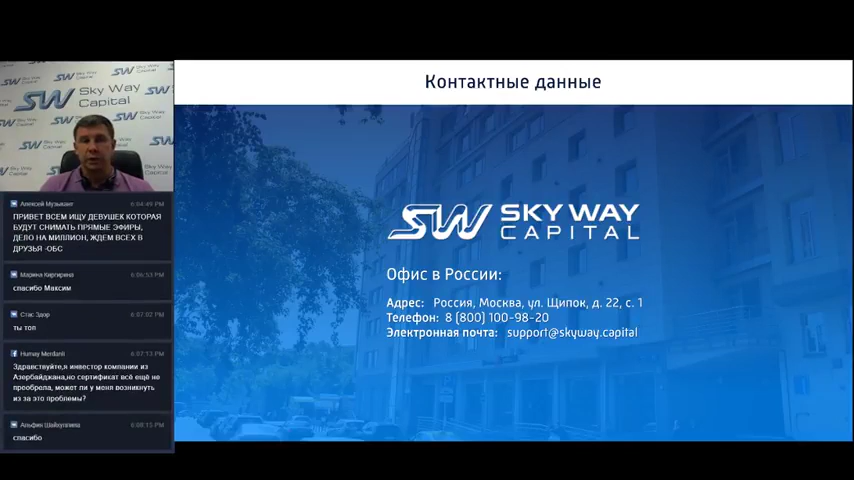 Контактные данные
SW SKY WAY
CAPITAL
Офис в России:
Адрес: Россия, Москва, ул. Щипок, д. 22, с. 1
Телефон: 8 (800) 100-98-20
Электронная почта: support@skyway.capital
SW Sky Way
Capital
Алексей Музыкант 6:04:49 PM
ПРИВЕТ ВСЕМ ИЩУ ДЕВУШЕК КОТОРАЯ
БУДУТ СНИМАТЬ ПРЯМЫЕ ЭФИРЫ,
ДЕЛО НА МИЛЛИОН, ЖДЕМ ВСЕХ В
ДРУЗЬЯ -ОБС
Марина Киргирина 6:06:53 PM
спасибо Максим
Стас Здор 6:07:02 PM
ты топ
Humay Merdanli 6:07:13 PM
Здравствуйте,я инвестор компании из
Азербайджана,но сертификат всё ещё не
преобрела, может ли у меня возникнуть
из за это проблемы?
Альфия 6:08:15 PM
спасибо